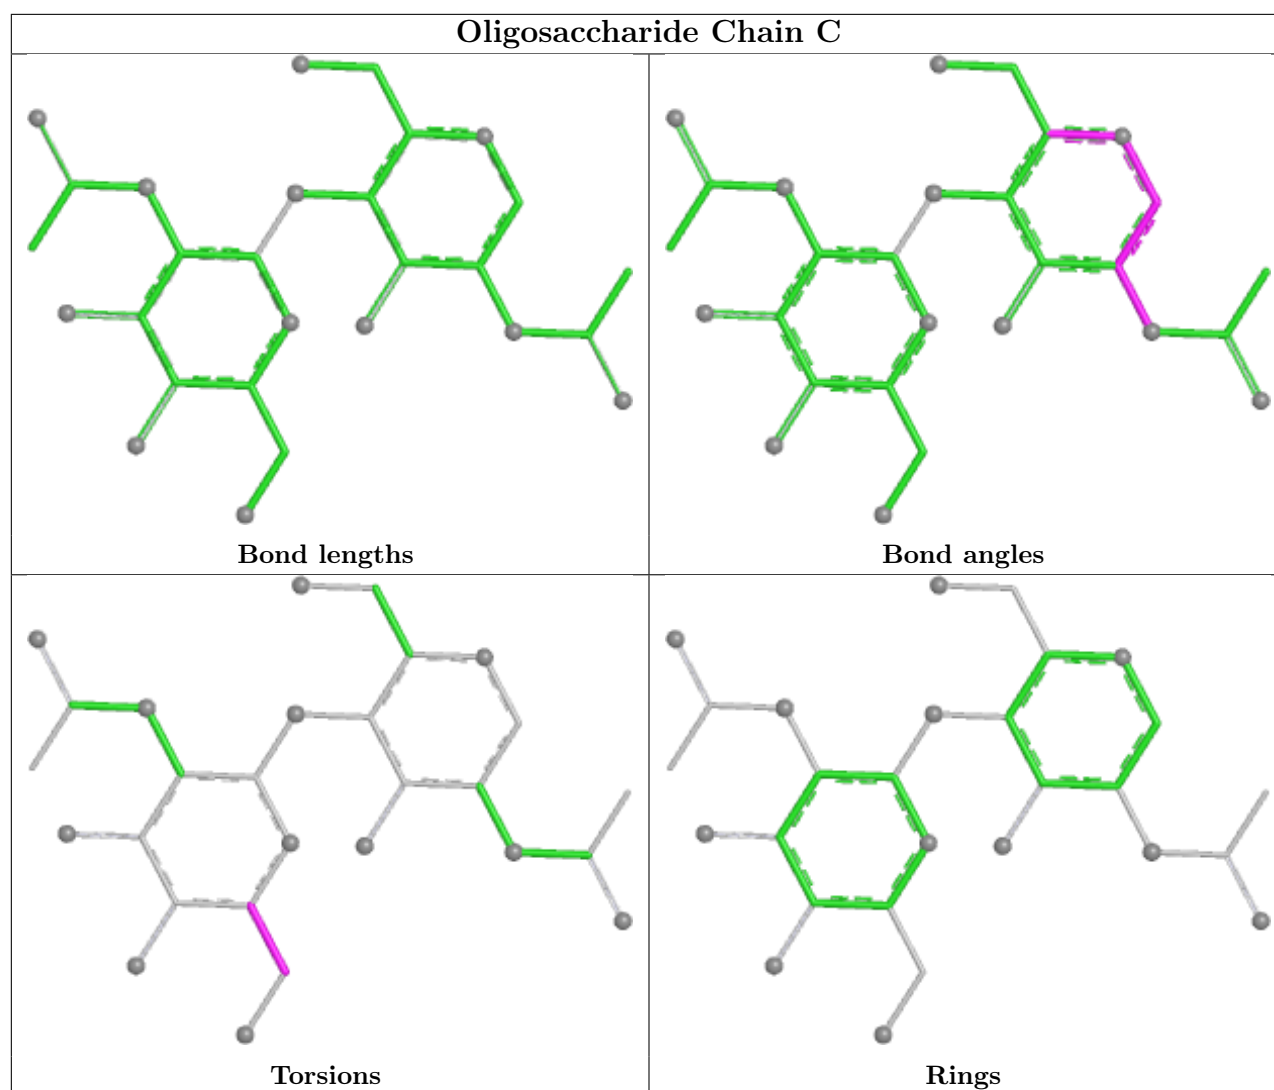 Oligosaccharide Chain C
Bond lengths
Bond angles
Torsions
Rings